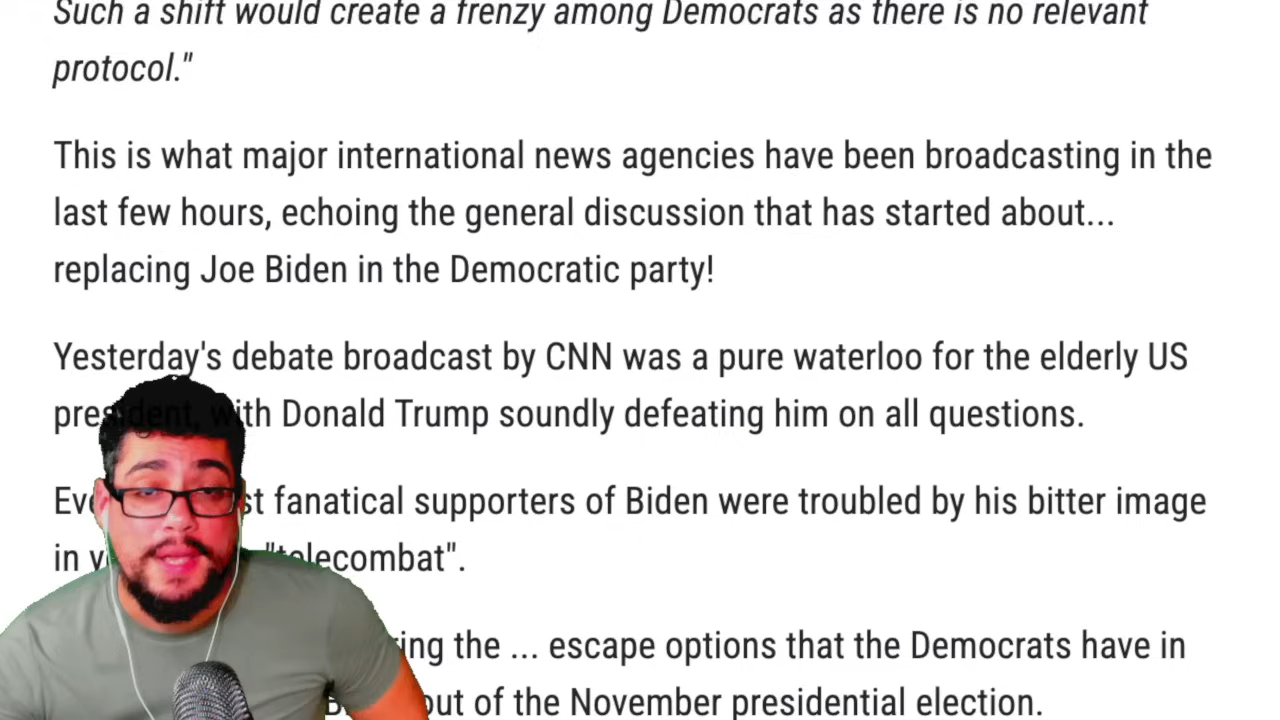 Such a shift would create a frenzy among Democrats as there is no relevant
protocol."
This is what major international news agencies have been broadcasting in the
last few hours, echoing the general discussion that has started about...
replacing Joe Biden in the Democratic party!
Yesterday's debate broadcast by CNN was a pure waterloo for the elderly US
president, with Donald Trump soundly defeating him on all questions.
fanatical supporters of Biden were troubled by his bitter image
in "telecombat".
the ... escape options that the Democrats have in
out of the November presidential election.